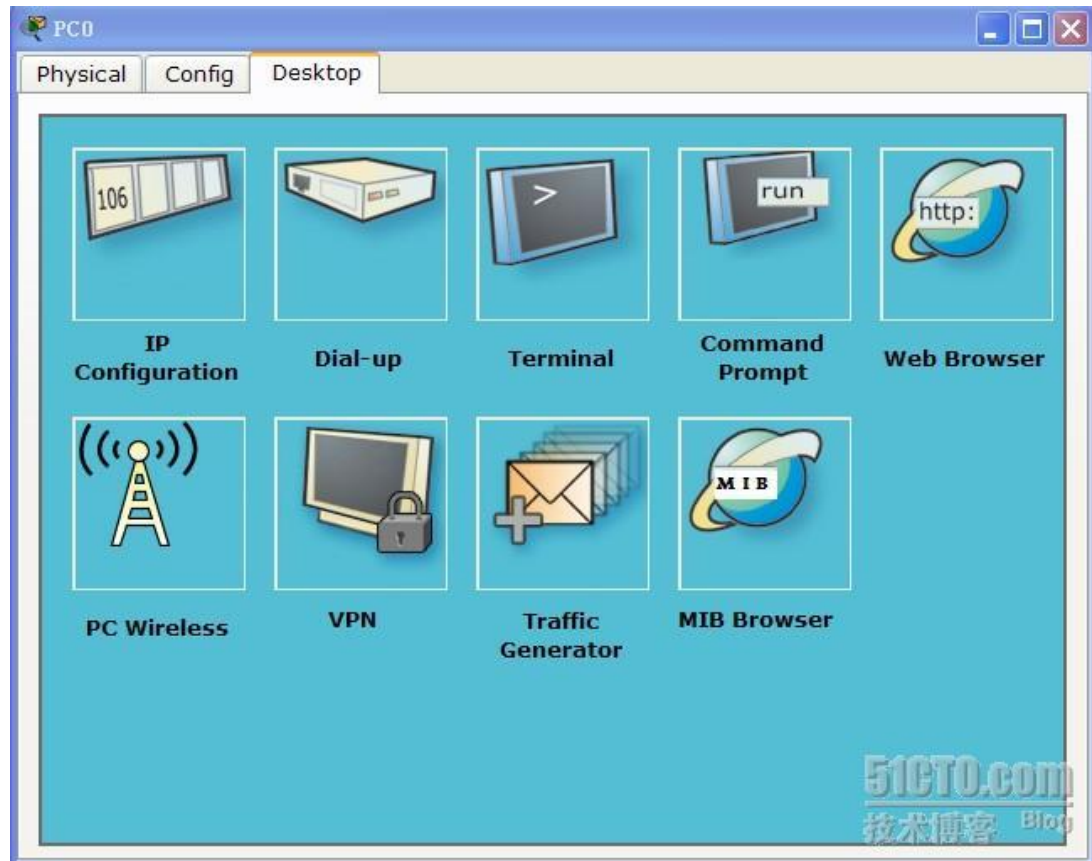 PC0
Physical Config Desktop
106
>
run
http:
IP
Configuration
Dial-up
Terminal
Command
Prompt
Web Browser
MIB
PC Wireless
VPN
Traffic
Generator
MIB Browser
51CTO.com
技术博客 Blog